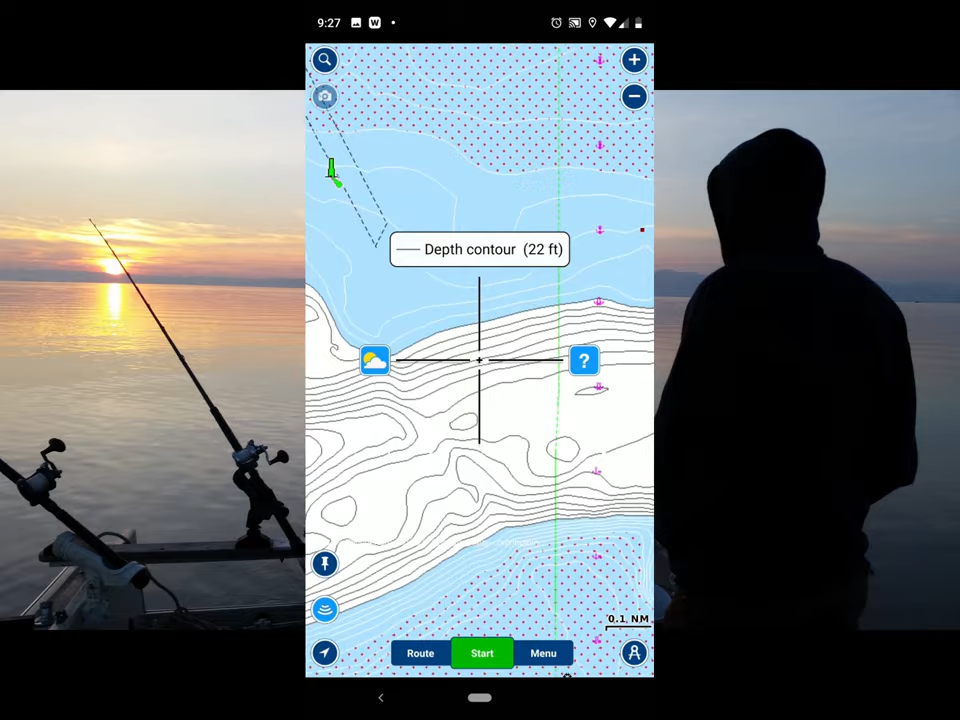 9:27
W
Depth contour (22 ft)
?
0.1 NM
Route
Start
Menu